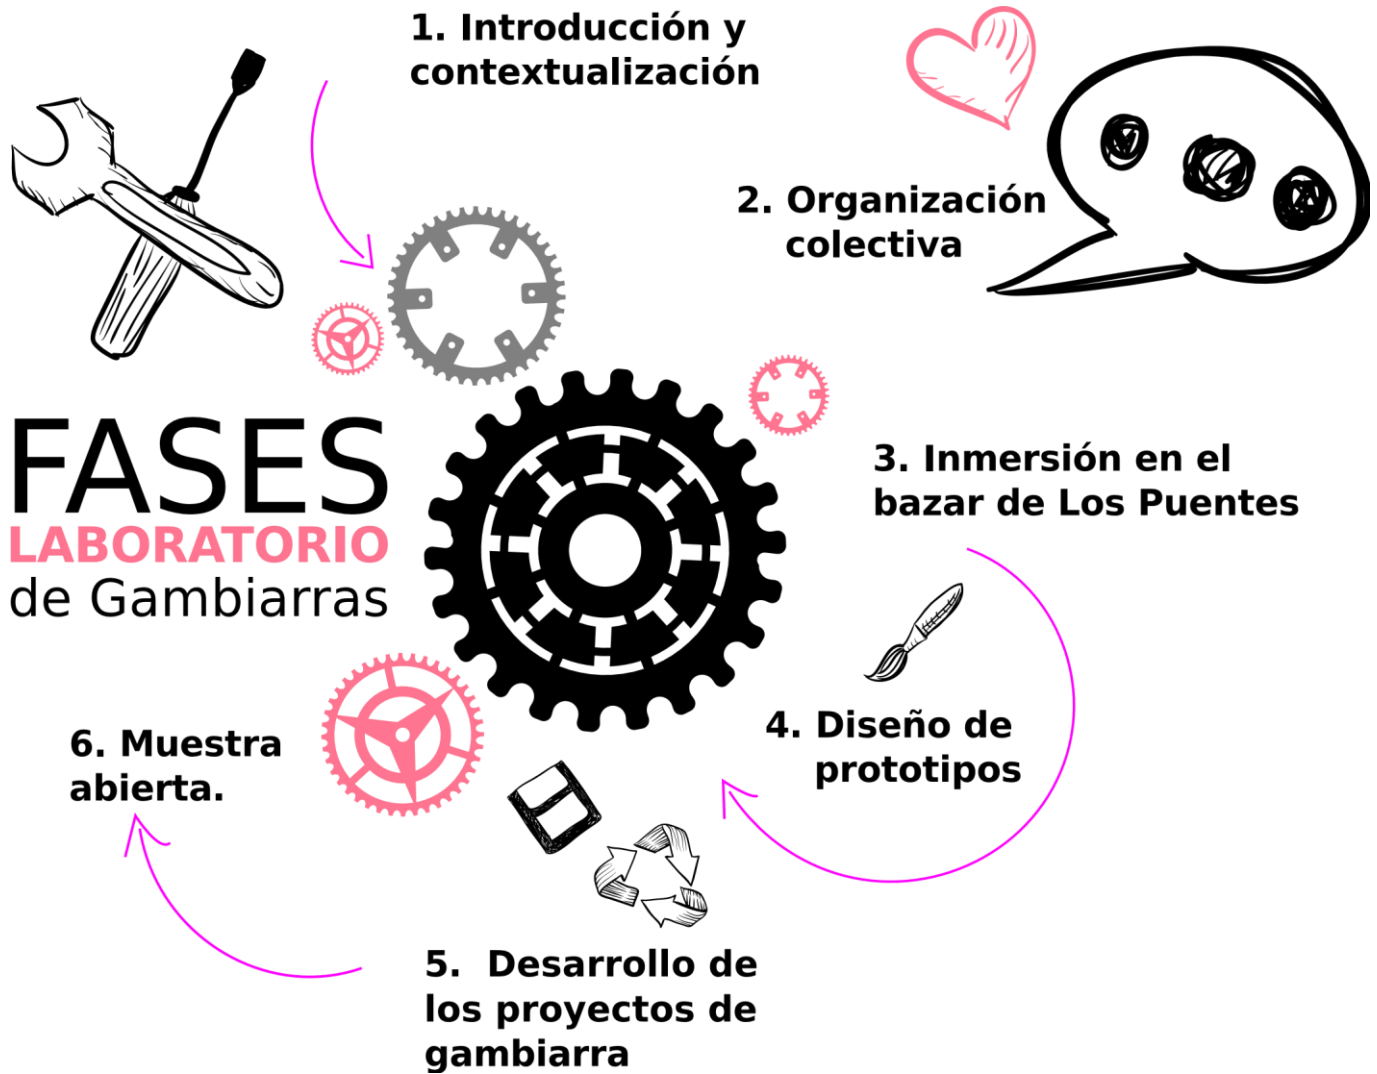 FASES
LABORATORIO
de Gambiarras
1. Introducción y
contextualización
2. Organización
colectiva
3. Inmersión en el
bazar de Los Puentes
4. Diseño de
prototipos
5. Desarrollo de
los proyectos de
gambiarra
6. Muestra
abierta.